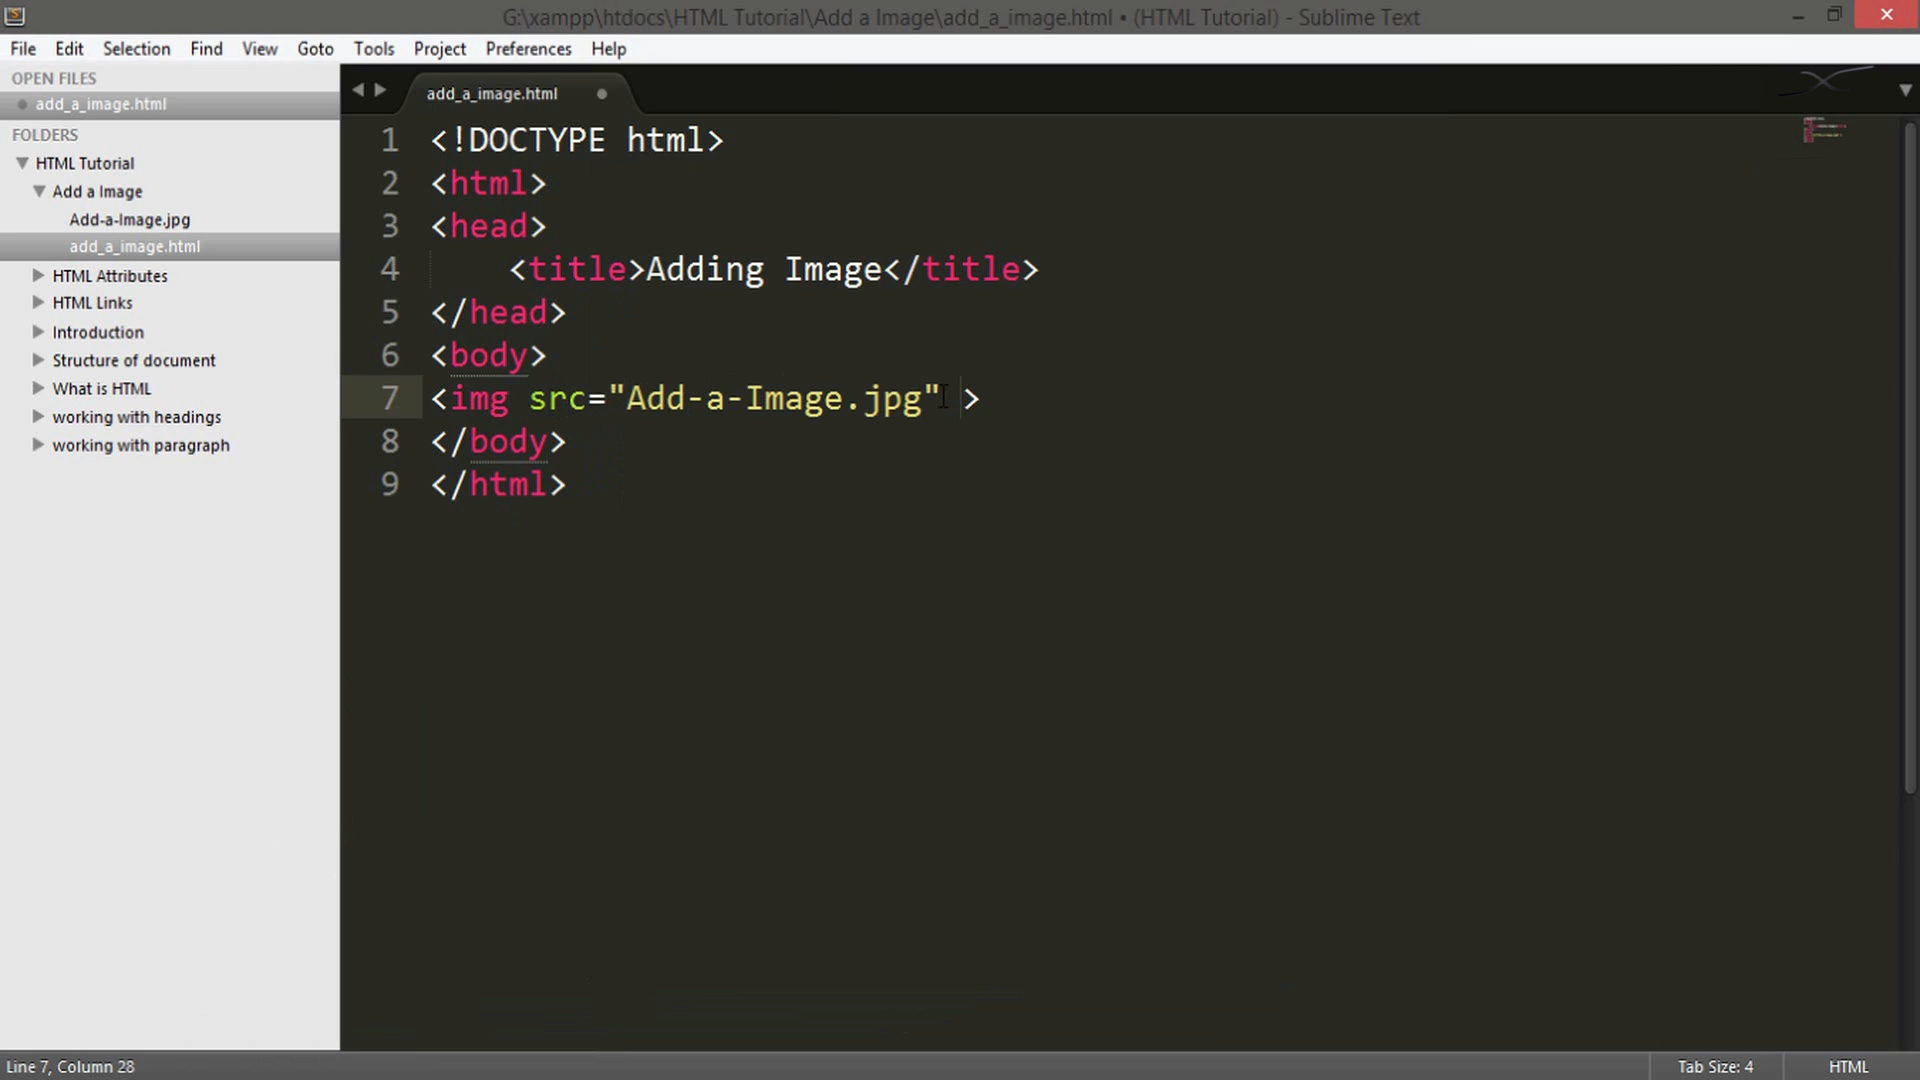 G:\xampp\htdocs\HTML Tutorial\Add a Image\add_a_image.html • (HTML Tutorial) - Sublime Text
File Edit Selection Find View Goto Tools Project Preferences Help
OPEN FILES
add_a_image.html
FOLDERS
HTML Tutorial
Add a Image
Add-a-Image.jpg
add_a_image.html
HTML Attributes
HTML Links
Introduction
Structure of document
What is HTML
working with headings
working with paragraph
add_a_image.html
1 <!DOCTYPE html>
2 <html>
3 <head>
4     <title>Adding Image</title>
5 </head>
6 <body>
7 <img src="Add-a-Image.jpg" >
8 </body>
9 </html>
Line 7, Column 28
Tab Size: 4
HTML